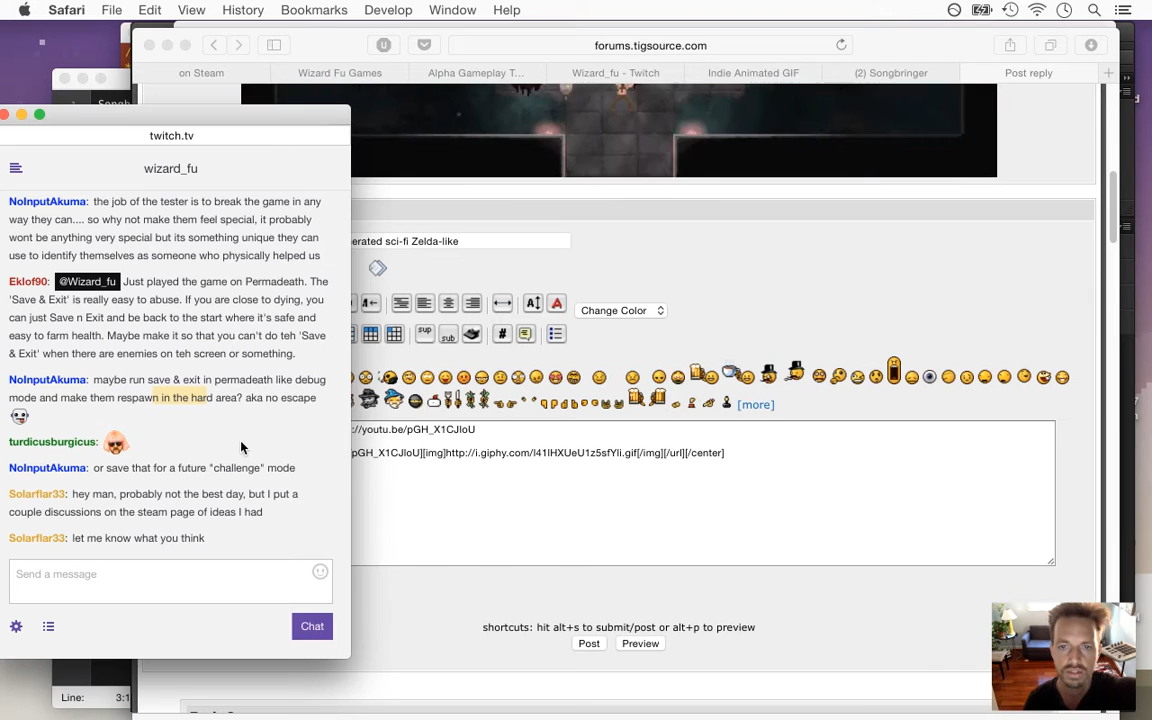 Safari File Edit View History Bookmarks Develop Window Help
forums.tigsource.com
on Steam
Wizard Fu Games
Alpha Gameplay T...
Wizard_fu - Twitch
Indie Animated GIF
(2) Songbringer
Post reply
twitch.tv
wizard_fu
NoInputAkuma: the job of the tester is to break the game in any
way they can.... so why not make them feel special, it probably
wont be anything very special but its something unique they can
use to identify themselves as someone who physically helped us
Eklof90: @Wizard_fu Just played the game on Permadeath. The
'Save & Exit' is really easy to abuse. If you are close to dying, you
can just Save n Exit and be back to the start where it's safe and
easy to farm health. Maybe make it so that you can't do teh 'Save
& Exit' when there are enemies on teh screen or something.
NoInputAkuma: maybe run save & exit in permadeath like debug
mode and make them respawn in the hard area? aka no escape
turdicusburgicus:
NoInputAkuma: or save that for a future "challenge" mode
Solarflar33: hey man, probably not the best day, but I put a
couple discussions on the steam page of ideas I had
Solarflar33: let me know what you think
Send a message
Chat
erated sci-fi Zelda-like
Change Color
sup
sub
#
[more]
://youtu.be/pGH_X1CJIoU
pGH_X1CJIoU][img]http://i.giphy.com/l41IHXUeU1z5sfYli.gif[/img][/url][/center]
shortcuts: hit alt+s to submit/post or alt+p to preview
Post Preview
Line: 3:1